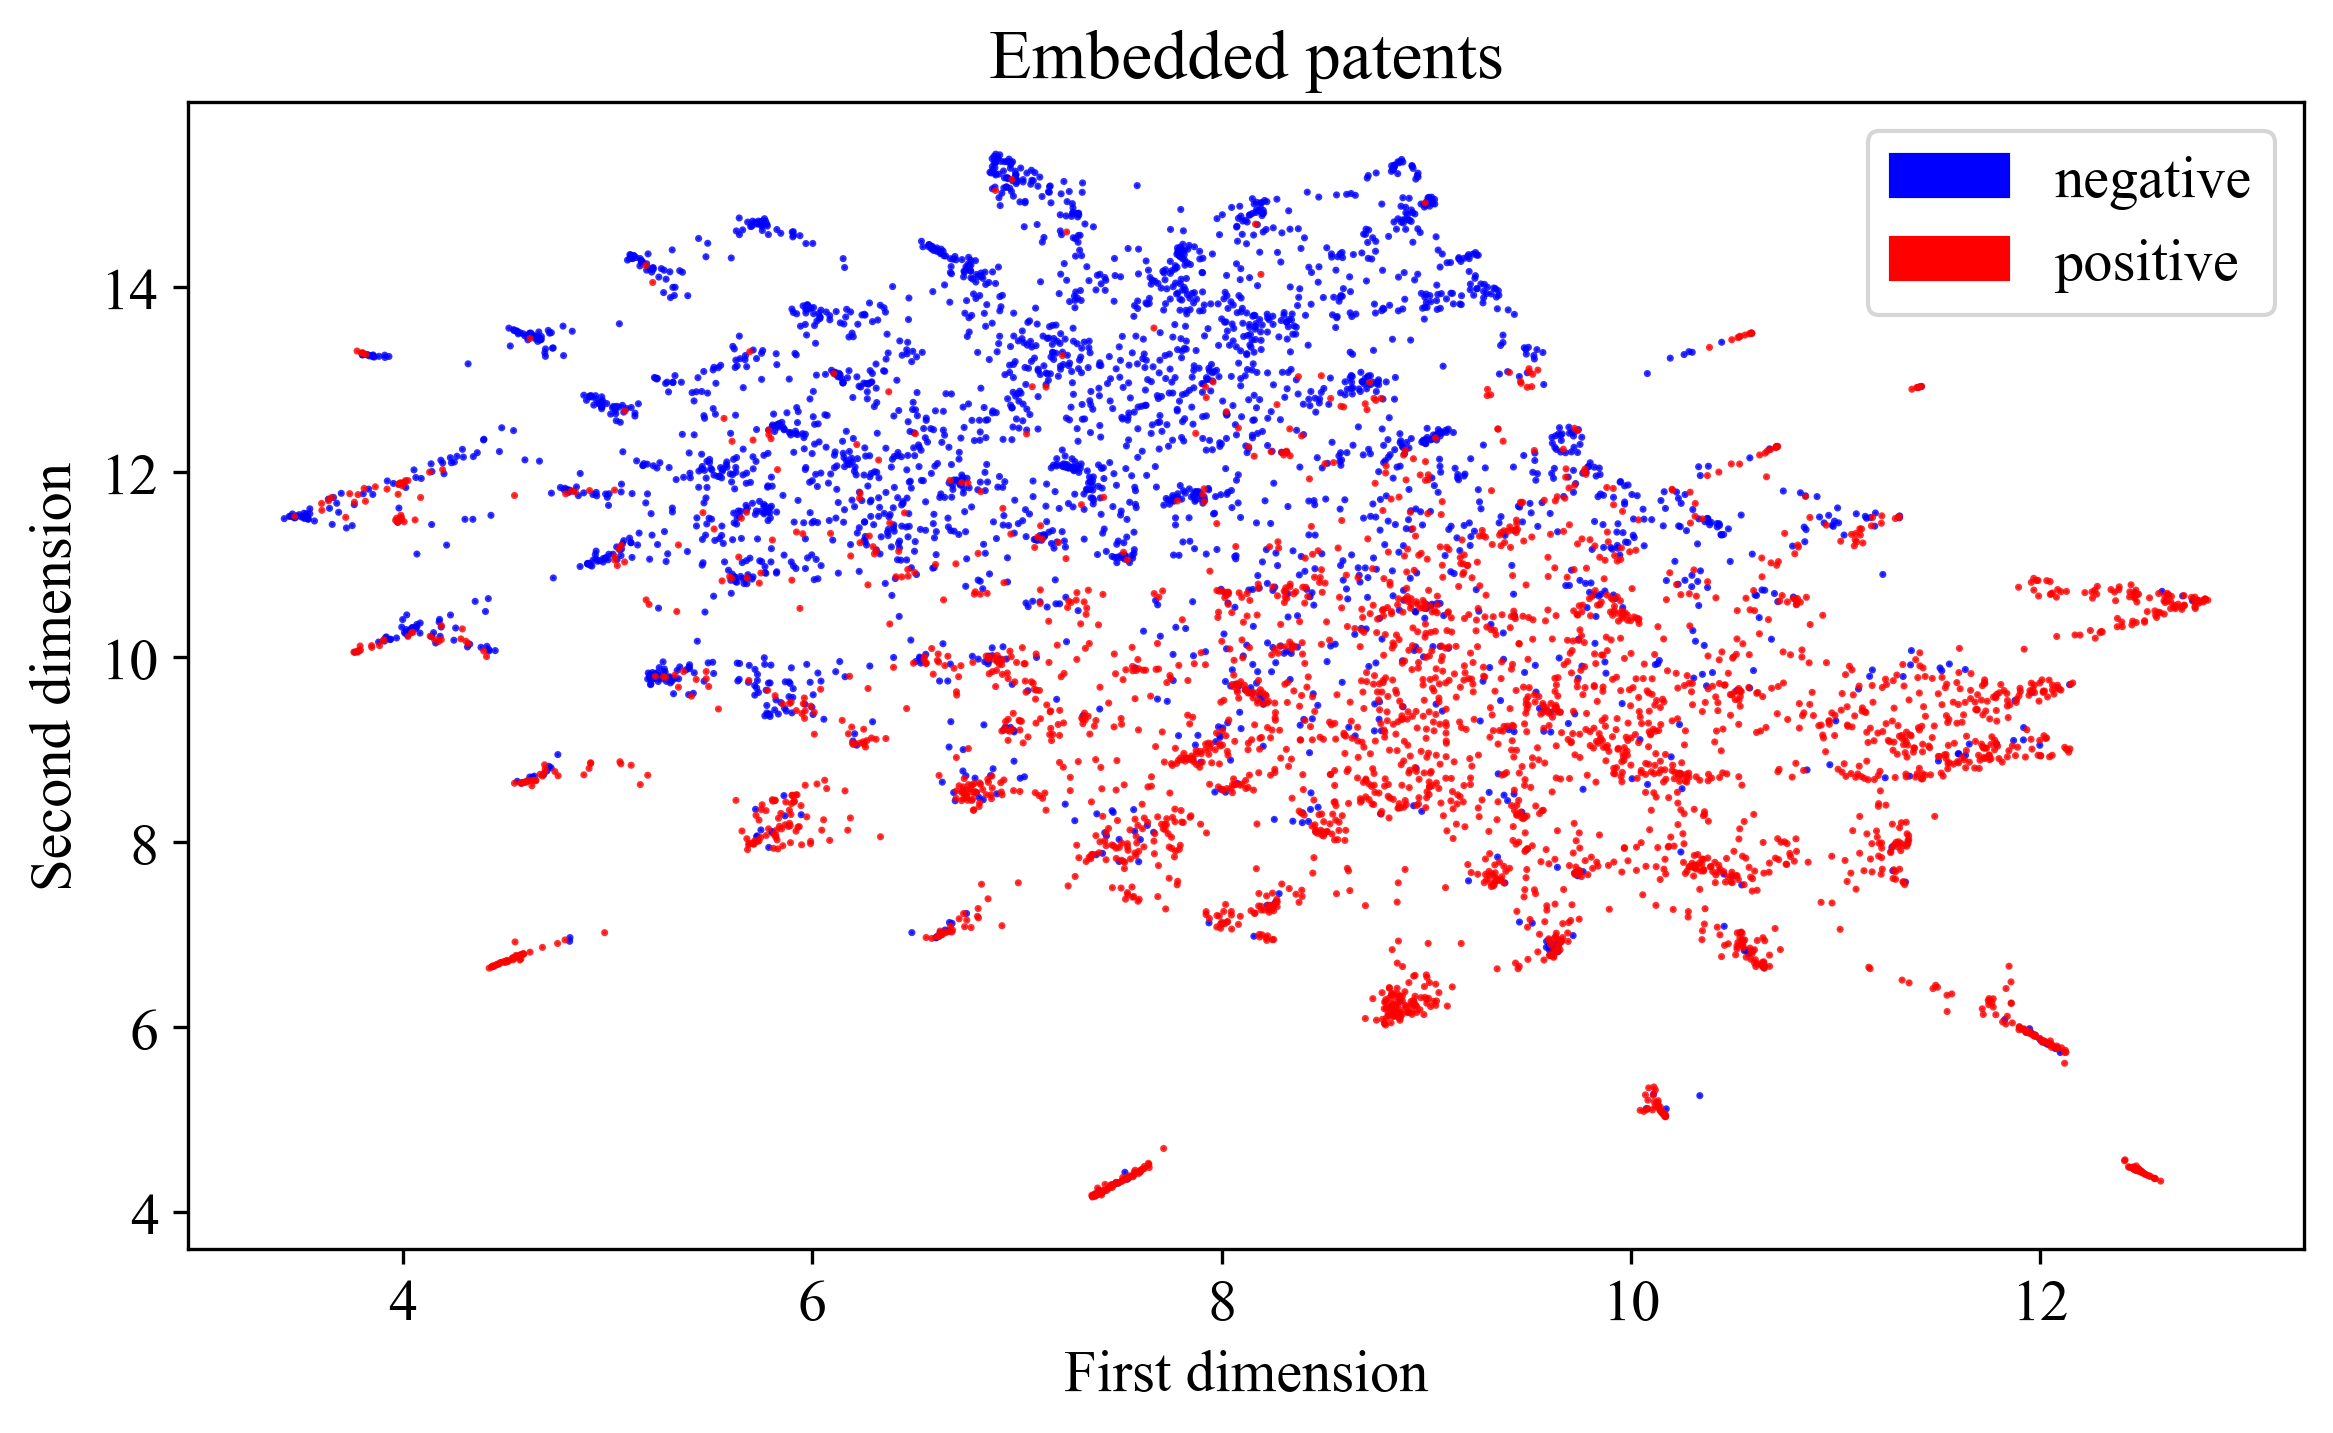 Embedded patents
negative
positive
Second dimension
14
12
10
8
6
4
4 6 8 10 12
First dimension